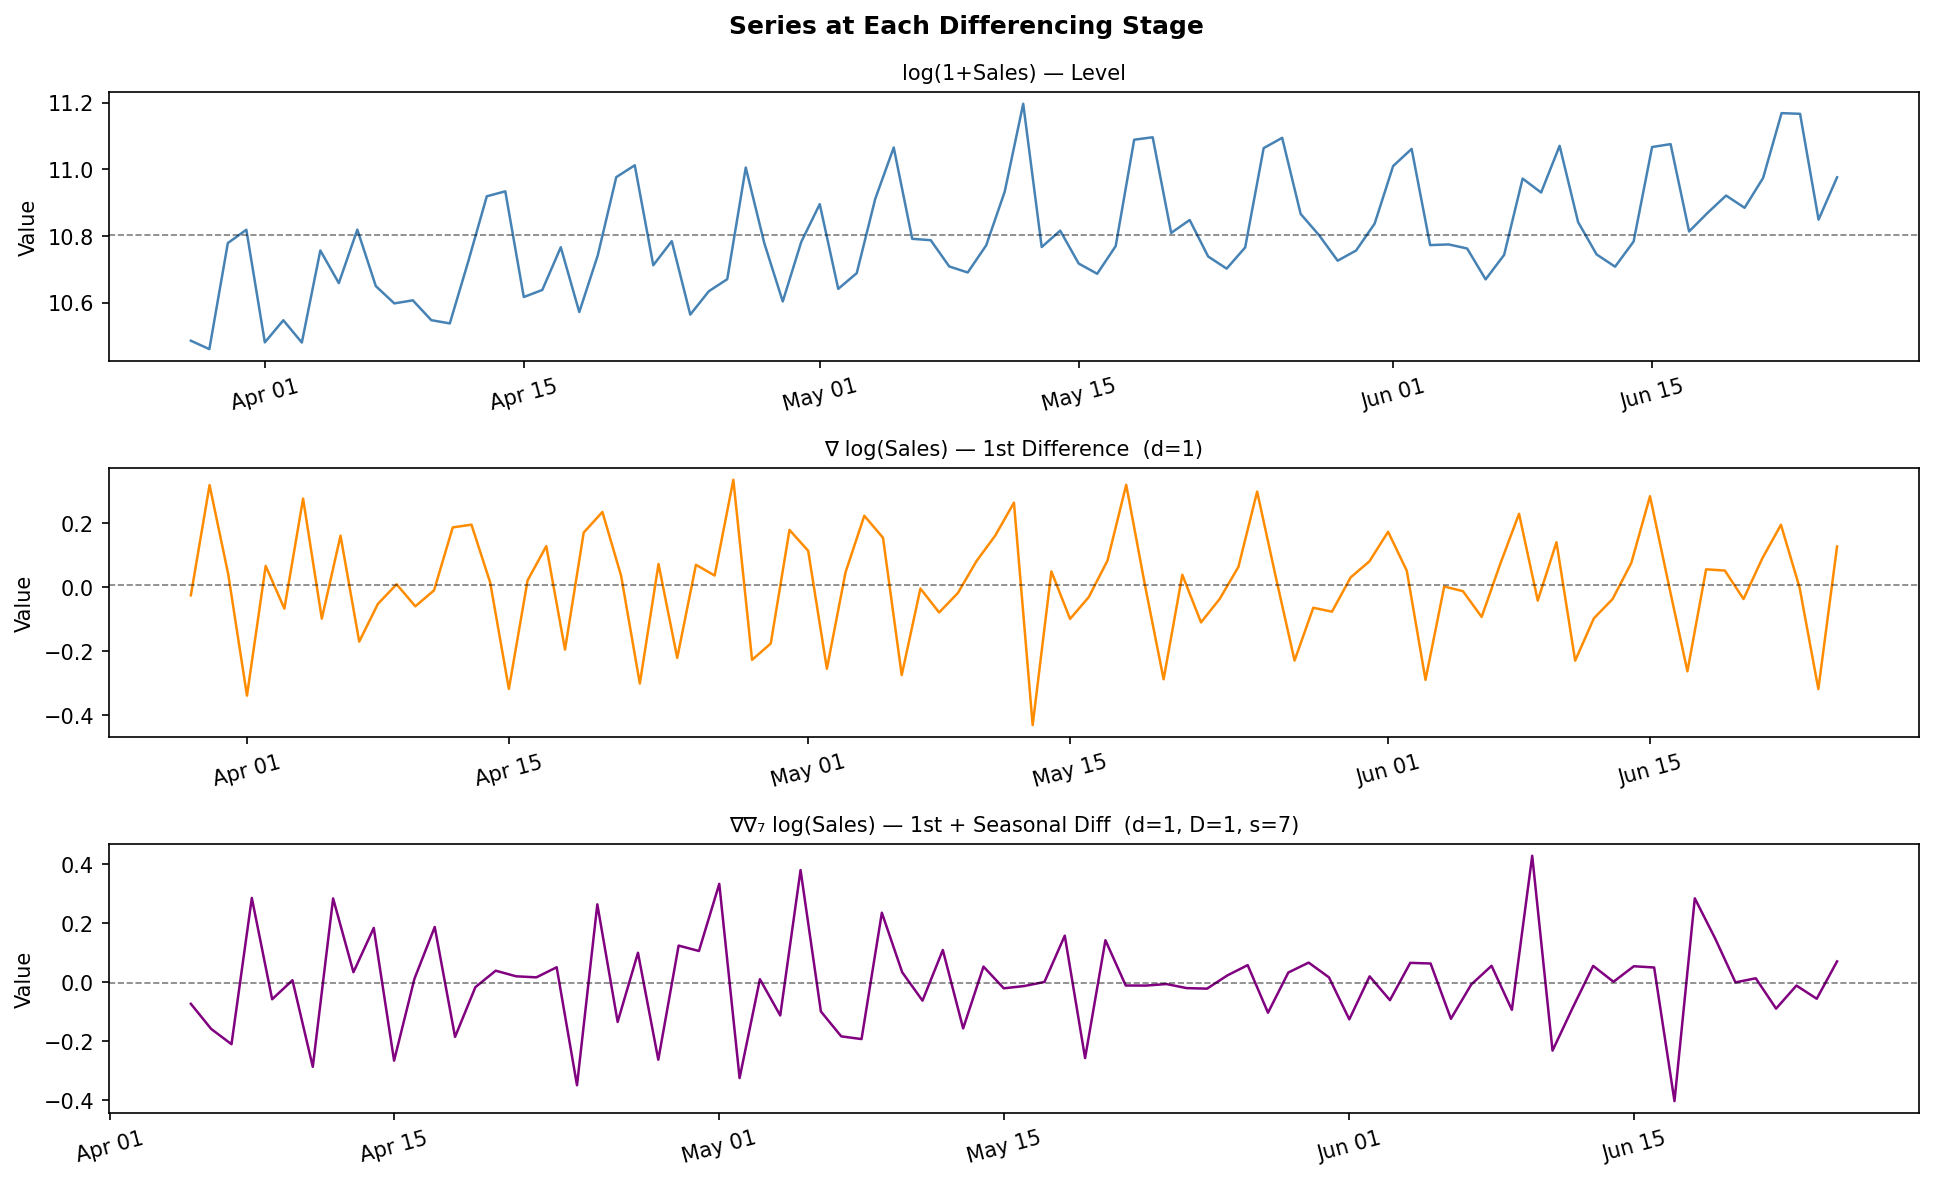 Series at Each Differencing Stage
log(1+Sales) — Level
Value
11.2
11.0
10.8
10.6
Apr 01 Apr 15 May 01 May 15 Jun 01 Jun 15
∇ log(Sales) — 1st Difference (d=1)
Value
0.2
0.0
−0.2
−0.4
Apr 01 Apr 15 May 01 May 15 Jun 01 Jun 15
∇∇₇ log(Sales) — 1st + Seasonal Diff (d=1, D=1, s=7)
Value
0.4
0.2
0.0
−0.2
−0.4
Apr 01 Apr 15 May 01 May 15 Jun 01 Jun 15